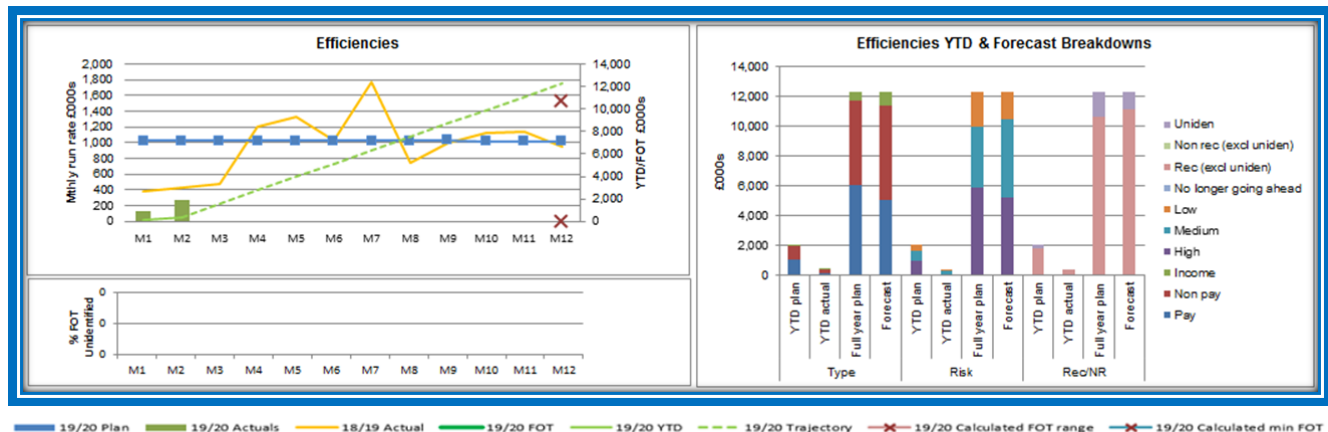 Efficiencies
Mthly run rate £000s
2,000
1,800
1,600
1,400
1,200
1,000
800
600
400
200
0
14,000
12,000
10,000
8,000
6,000
4,000
2,000
0
YTD/FOT £000s
M1 M2 M3 M4 M5 M6 M7 M8 M9 M10 M11 M12
% FOT
Unidentified
0
0
0
M1 M2 M3 M4 M5 M6 M7 M8 M9 M10 M11 M12
Efficiencies YTD & Forecast Breakdowns
£000s
14,000
12,000
10,000
8,000
6,000
4,000
2,000
0
YTD plan YTD actual Full year plan Forecast YTD plan YTD actual Full year plan Forecast YTD plan YTD actual Full year plan Forecast
Type Risk Rec/NR
Uniden
Non rec (excl uniden)
Rec (excl uniden)
No longer going ahead
Low
Medium
High
Income
Non pay
Pay
19/20 Plan 19/20 Actuals 18/19 Actual 19/20 FOT 19/20 YTD 19/20 Trajectory 19/20 Calculated FOT range 19/20 Calculated min FOT